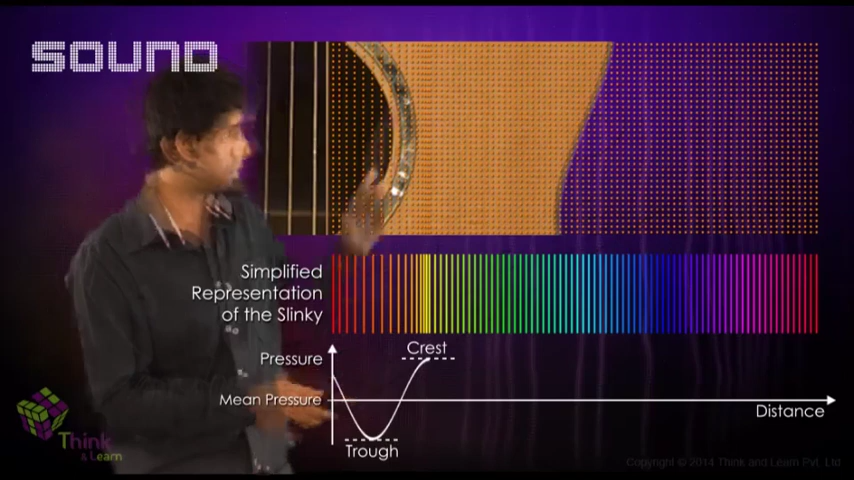 SOUND
Simplified
Representation
of the Slinky
Pressure
Crest
Mean Pressure
Distance
Trough
Think
& Learn
Copyright © 2014 Think and Learn Pvt. Ltd